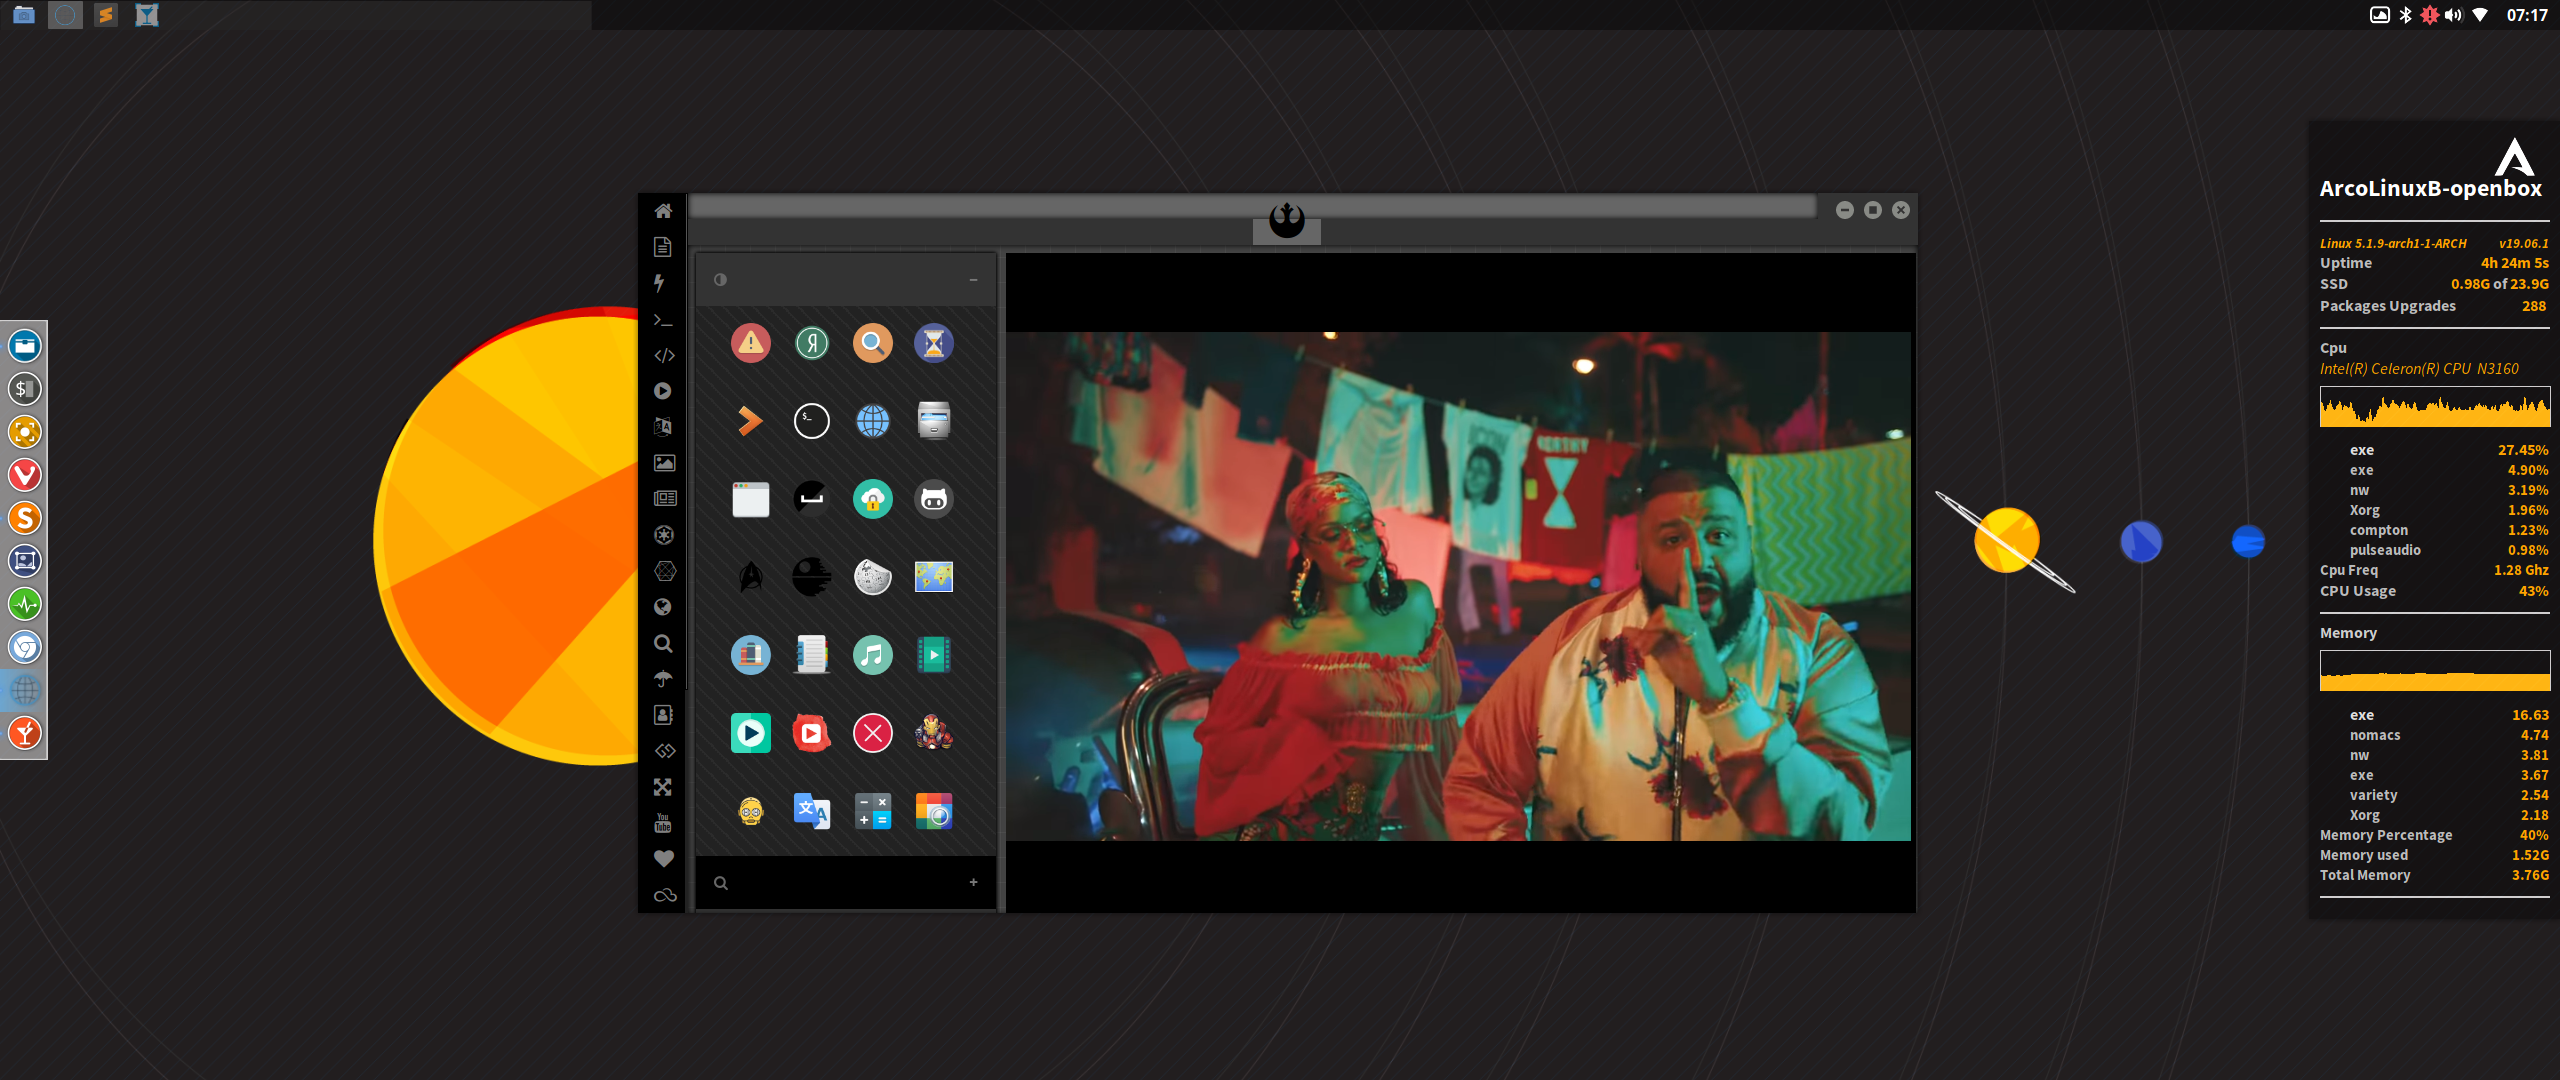 07:17
ArcoLinuxB-openbox
Linux 5.1.9-arch1-1-ARCH v19.06.1
Uptime 4h 24m 5s
SSD 0.98G of 23.9G
Packages Upgrades 288
Cpu
Intel(R) Celeron(R) CPU N3160
exe 27.45%
exe 4.90%
nw 3.19%
Xorg 1.96%
compton 1.23%
pulseaudio 0.98%
Cpu Freq 1.28 Ghz
CPU Usage 43%
Memory
exe 16.63
nomacs 4.74
nw 3.81
exe 3.67
variety 2.54
Xorg 2.18
Memory Percentage 40%
Memory used 1.52G
Total Memory 3.76G
$
S
Я
$_
文
A
You
Tube